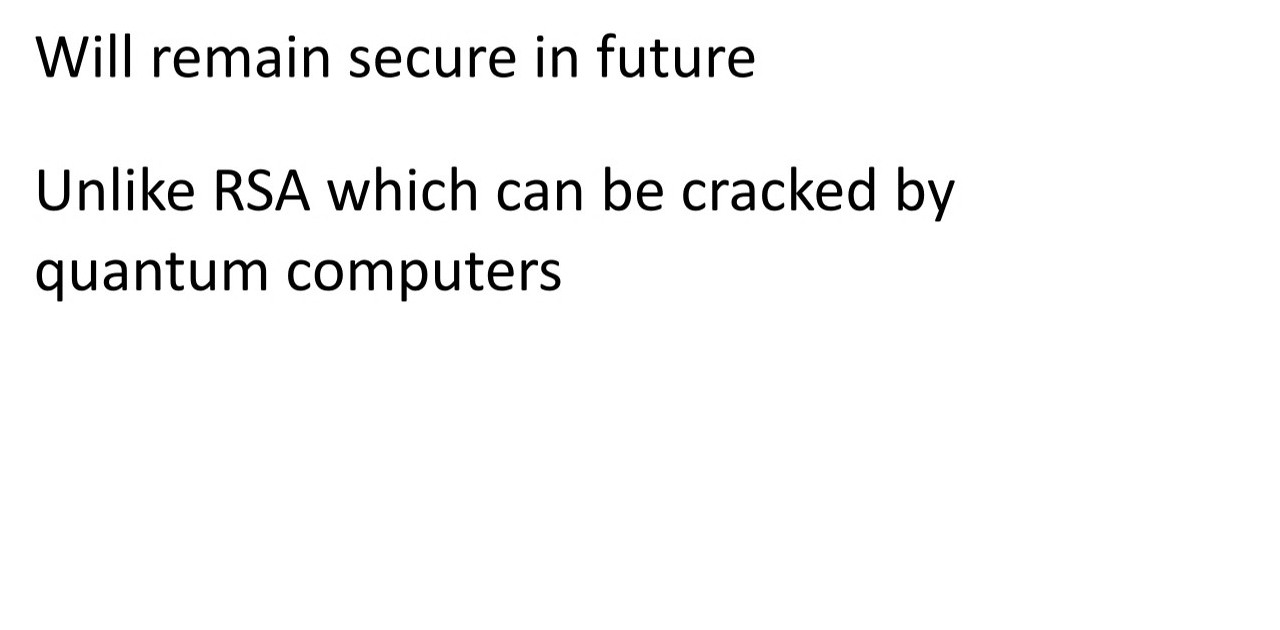 Will remain secure in future
Unlike RSA which can be cracked by
quantum computers